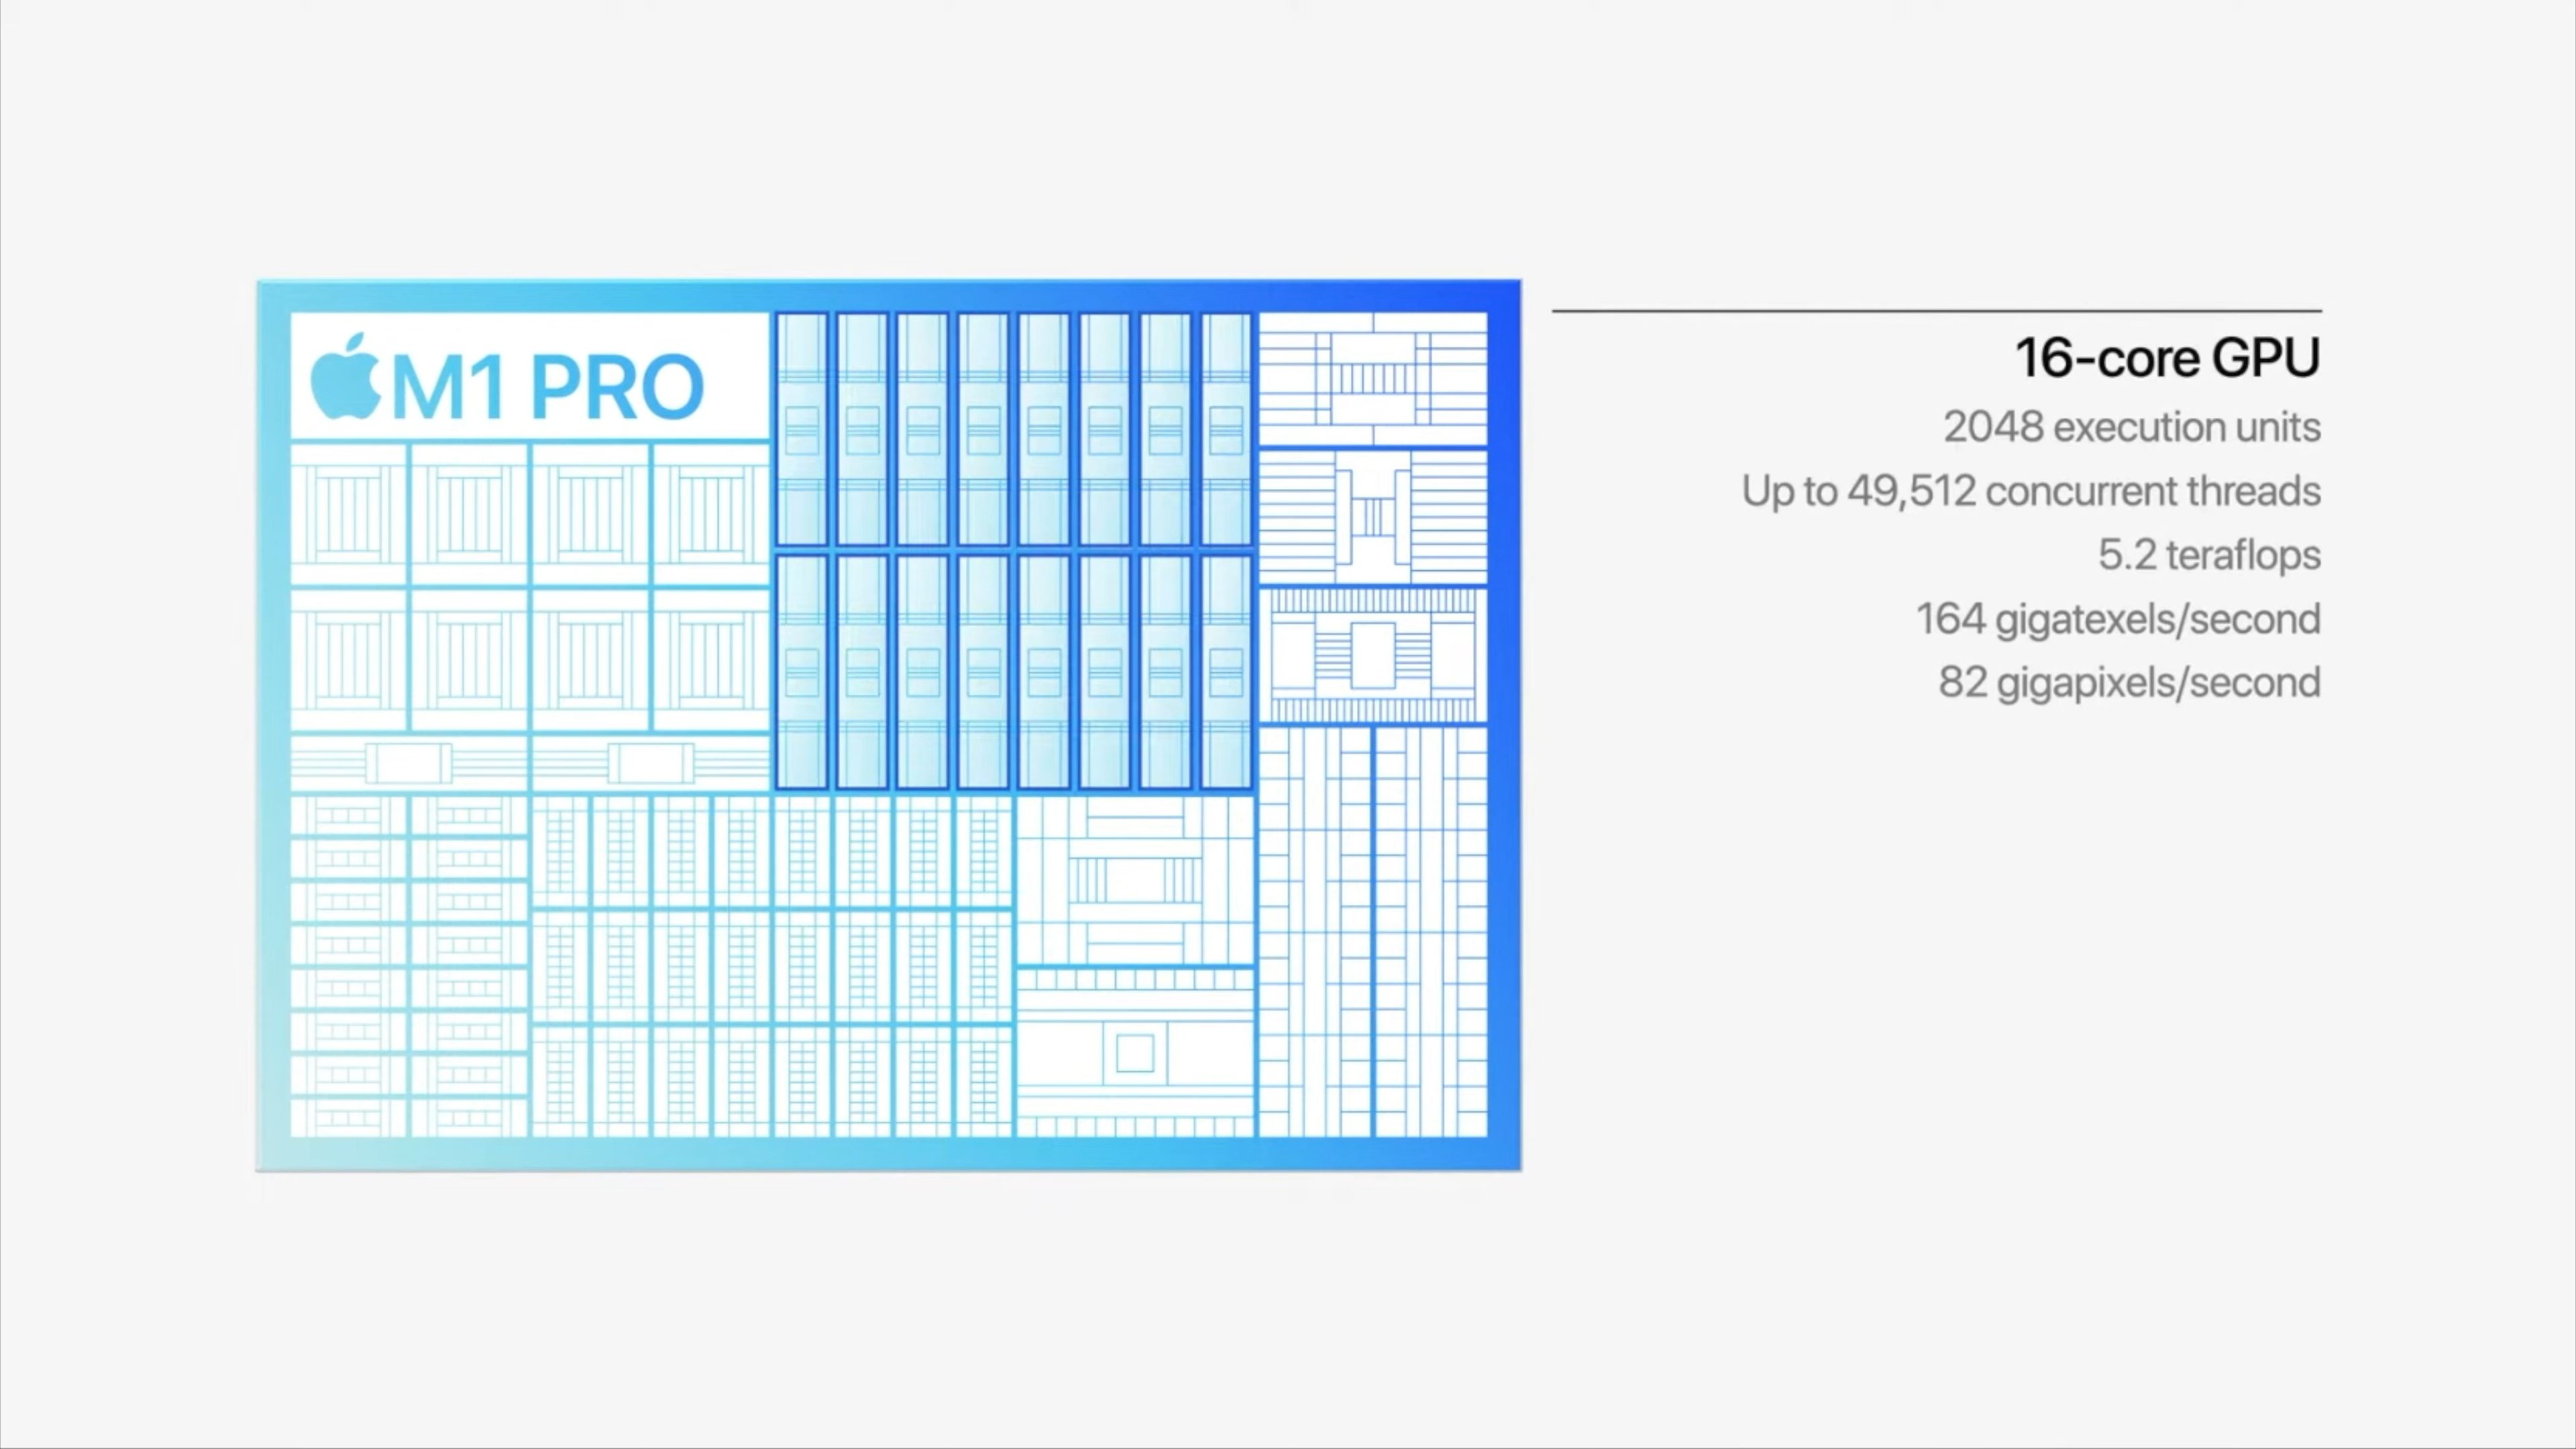 M1 PRO
16-core GPU
2048 execution units
Up to 49,512 concurrent threads
5.2 teraflops
164 gigatexels/second
82 gigapixels/second